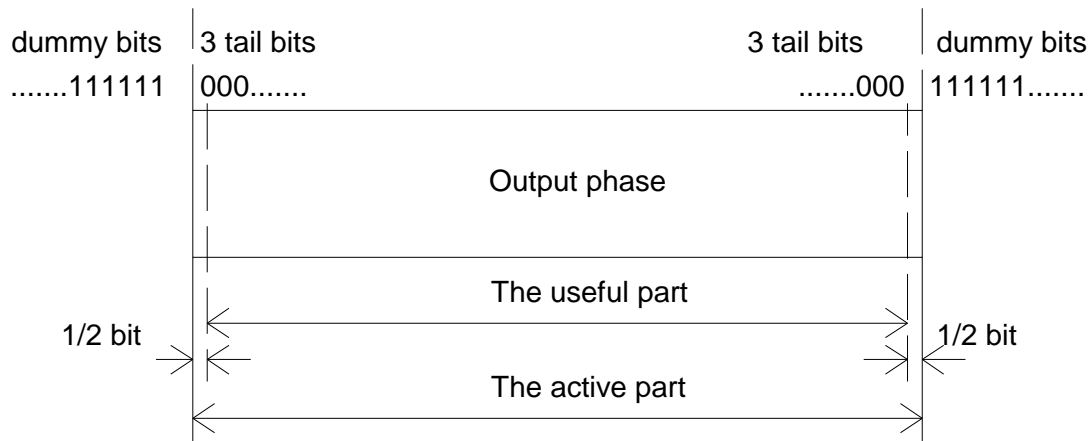 dummy bits 3 tail bits 3 tail bits dummy bits
.......111111 000....... .......000 111111.......
Output phase
The useful part
1/2 bit 1/2 bit
The active part